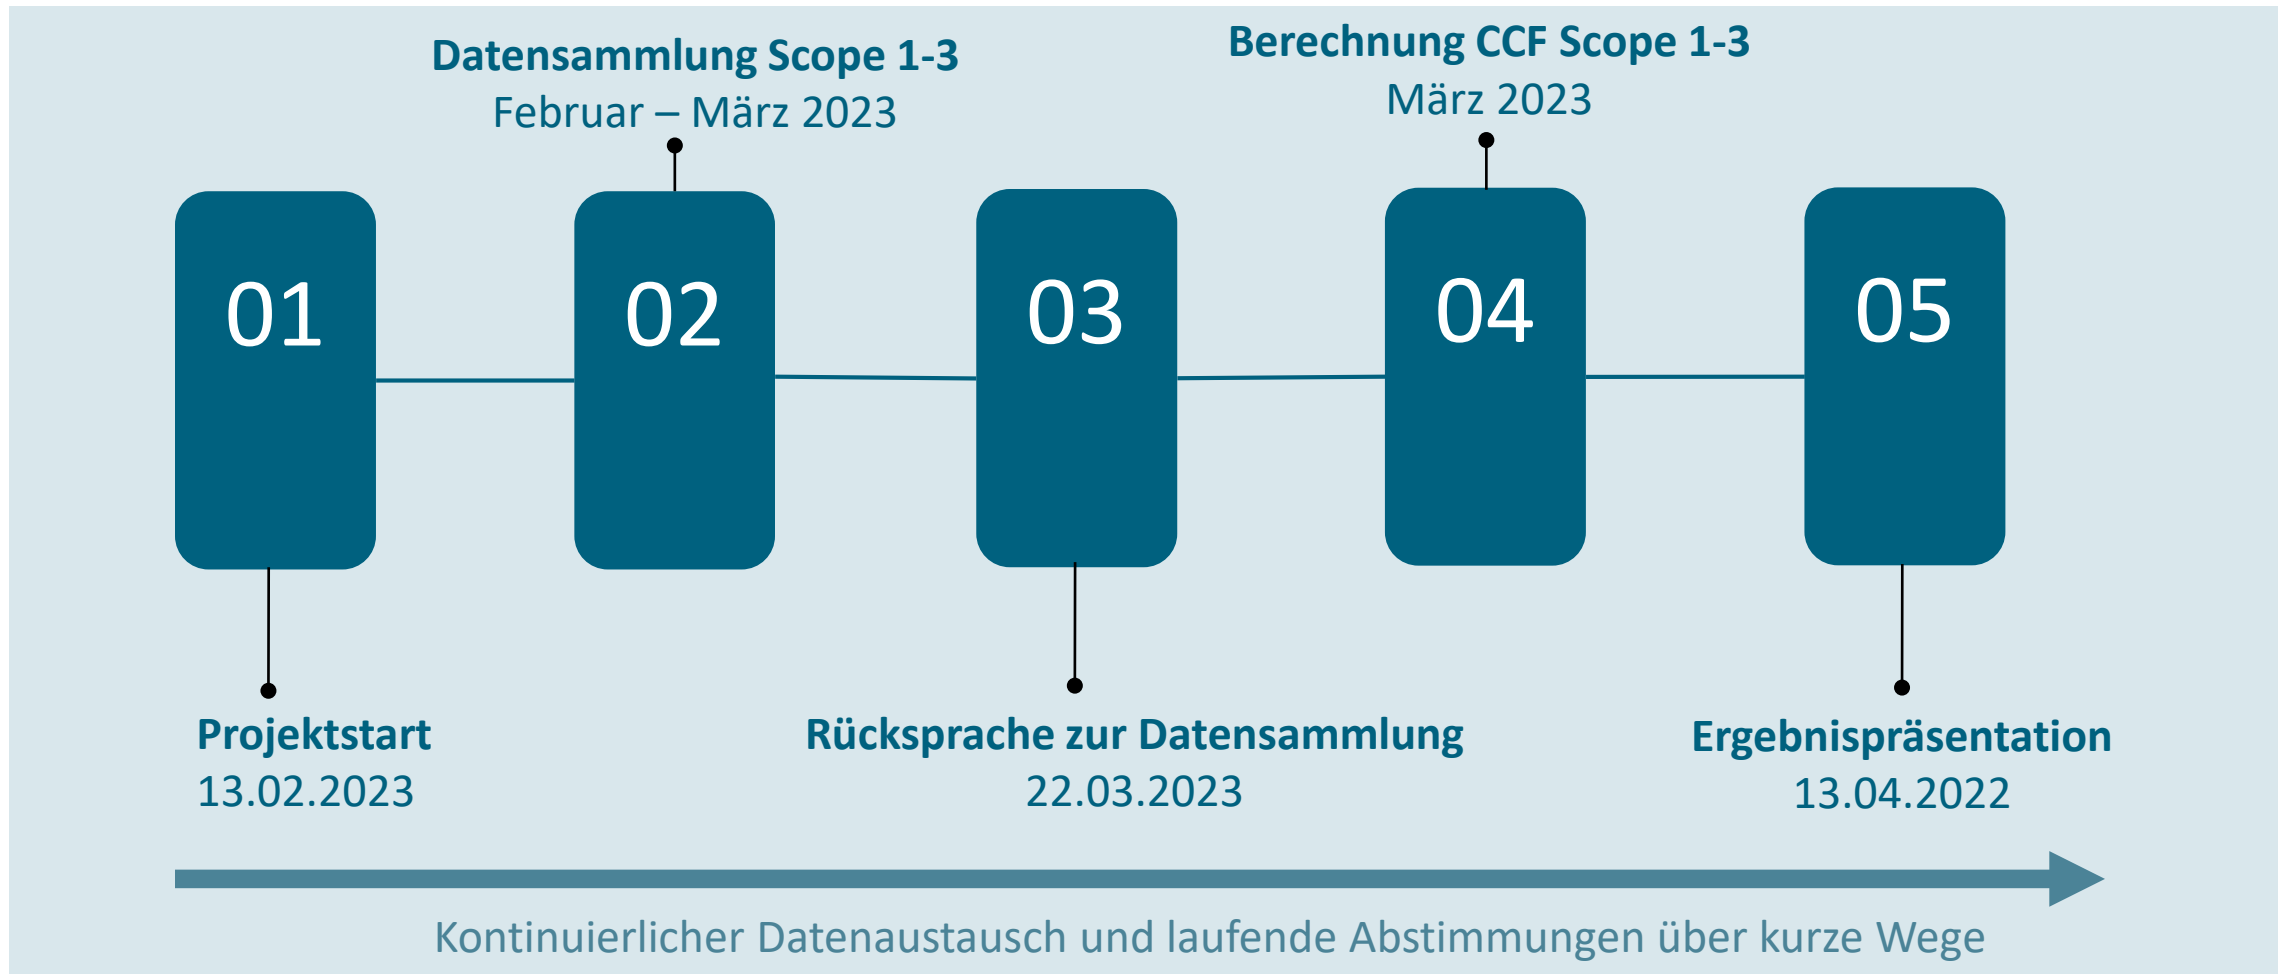 Datensammlung Scope 1-3
Februar – März 2023
Berechnung CCF Scope 1-3
März 2023
01
02
03
04
05
Projektstart
13.02.2023
Rücksprache zur Datensammlung
22.03.2023
Ergebnispräsentation
13.04.2022
Kontinuierlicher Datenaustausch und laufende Abstimmungen über kurze Wege